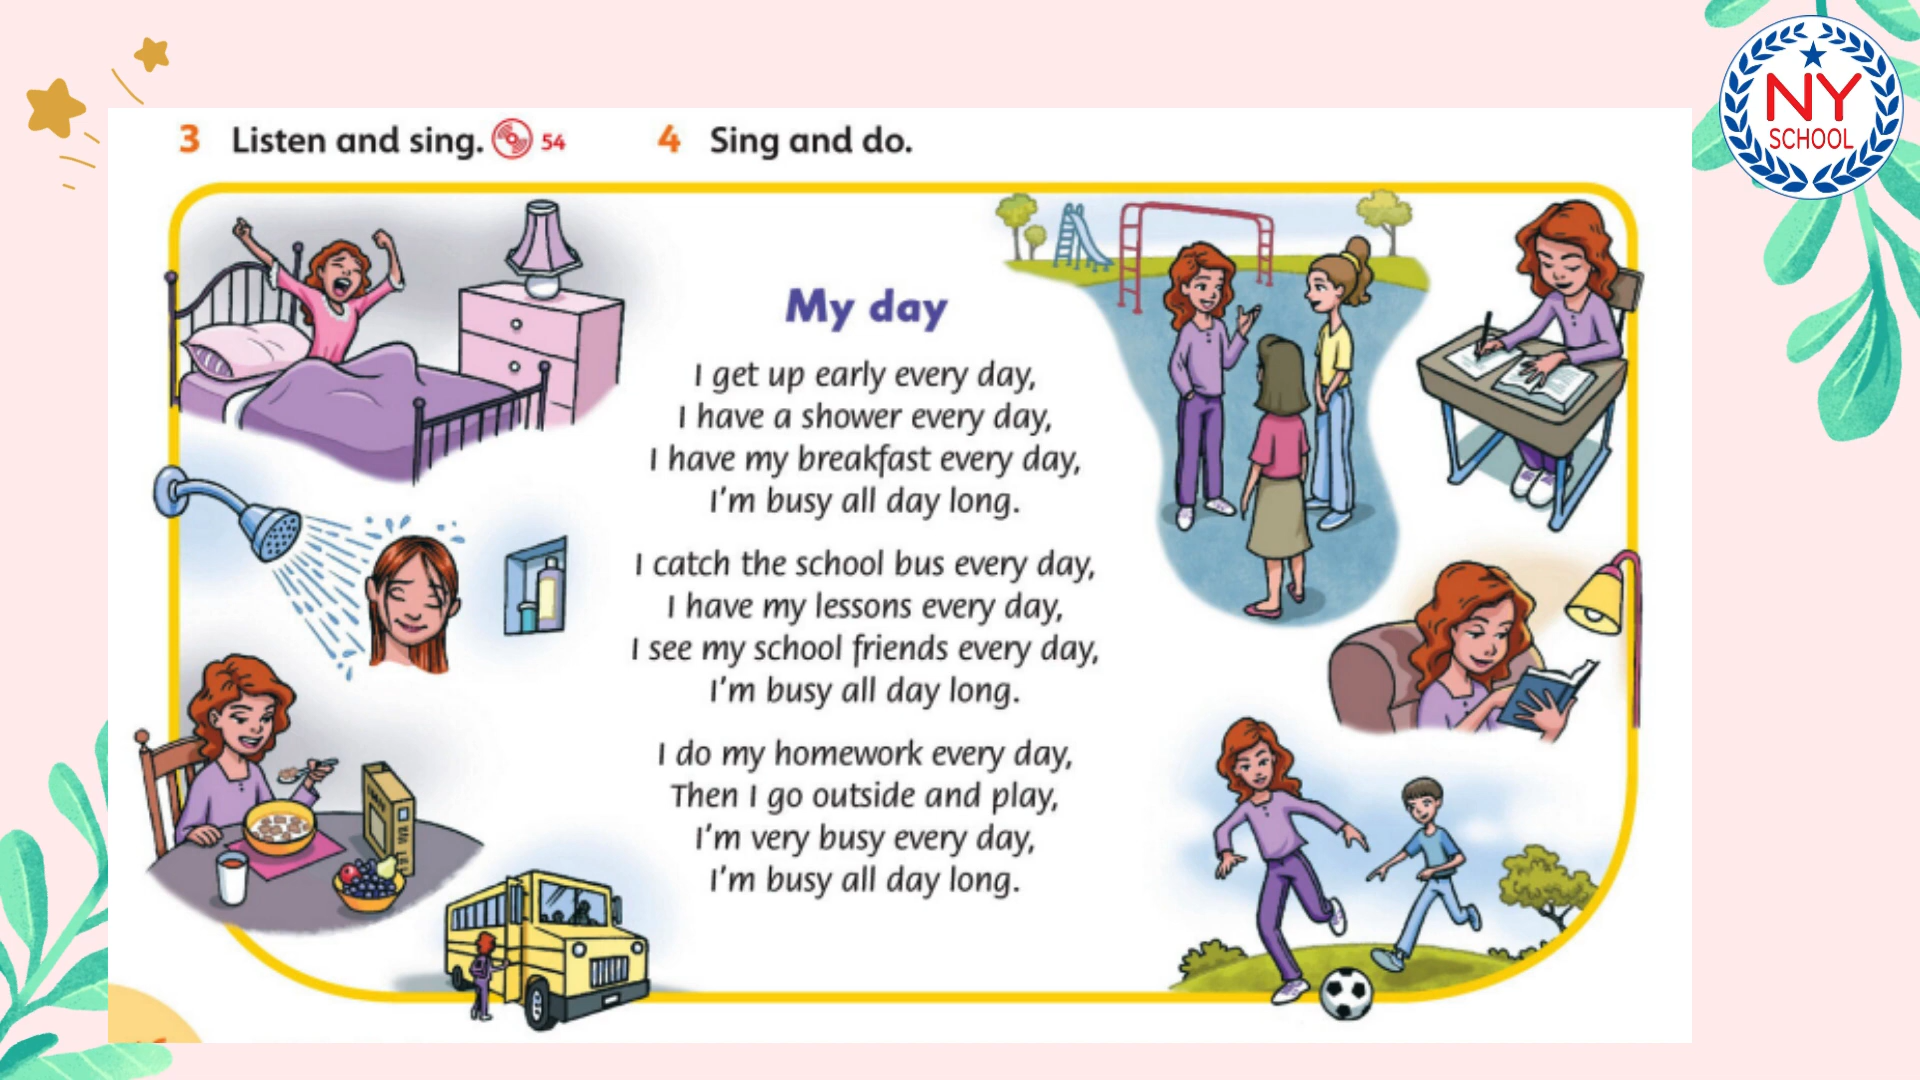 3 Listen and sing. 54 4 Sing and do.
NY
SCHOOL
My day
I get up early every day,
I have a shower every day,
I have my breakfast every day,
I'm busy all day long.
I catch the school bus every day,
I have my lessons every day,
I see my school friends every day,
I'm busy all day long.
I do my homework every day,
Then I go outside and play,
I'm very busy every day,
I'm busy all day long.